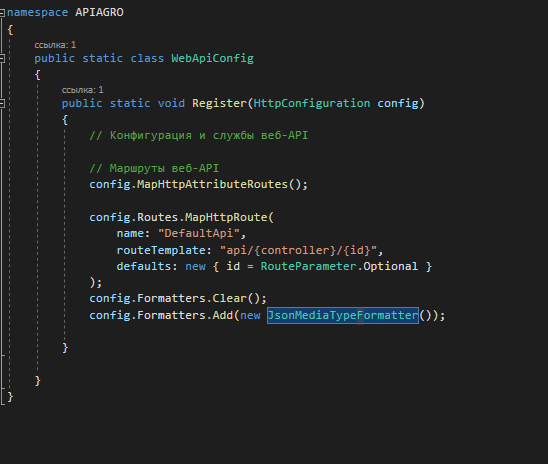 namespace APIAGRO
{
ссылка: 1
public static class WebApiConfig
{
ссылка: 1
public static void Register(HttpConfiguration config)
{
// Конфигурация и службы веб-API
// Маршруты веб-API
config.MapHttpAttributeRoutes();
config.Routes.MapHttpRoute(
name: "DefaultApi",
routeTemplate: "api/{controller}/{id}",
defaults: new { id = RouteParameter.Optional }
);
config.Formatters.Clear();
config.Formatters.Add(new JsonMediaTypeFormatter());
}
}
}